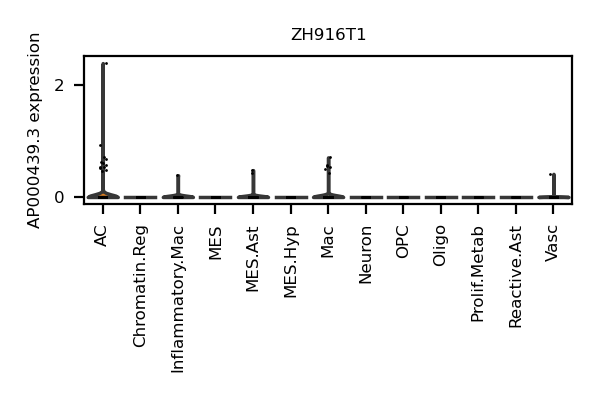 ZH916T1
AP000439.3 expression
2
0
AC
Chromatin.Reg
Inflammatory.Mac
MES
MES.Ast
MES.Hyp
Mac
Neuron
OPC
Oligo
Prolif.Metab
Reactive.Ast
Vasc